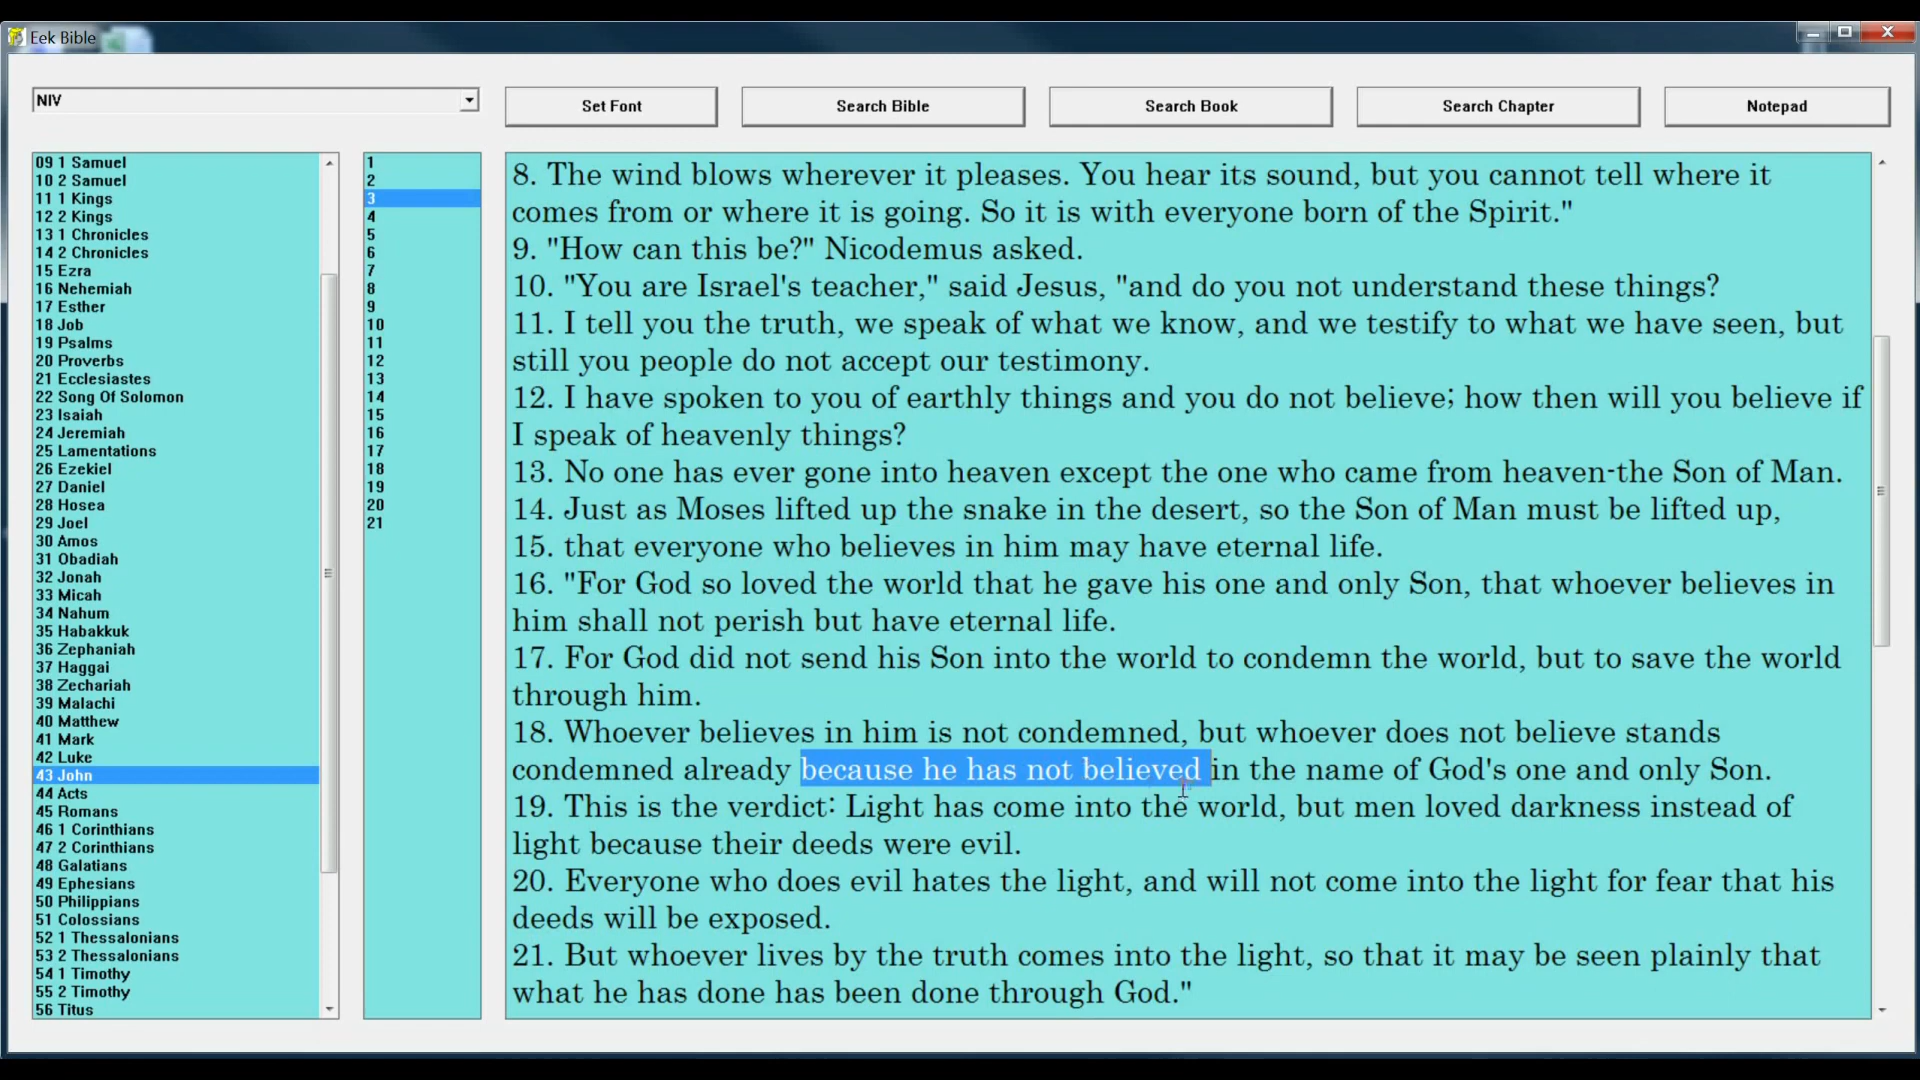 Eek Bible
NIV
Set Font
Search Bible
Search Book
Search Chapter
Notepad
09 1 Samuel
10 2 Samuel
11 1 Kings
12 2 Kings
13 1 Chronicles
14 2 Chronicles
15 Ezra
16 Nehemiah
17 Esther
18 Job
19 Psalms
20 Proverbs
21 Ecclesiastes
22 Song Of Solomon
23 Isaiah
24 Jeremiah
25 Lamentations
26 Ezekiel
27 Daniel
28 Hosea
29 Joel
30 Amos
31 Obadiah
32 Jonah
33 Micah
34 Nahum
35 Habakkuk
36 Zephaniah
37 Haggai
38 Zechariah
39 Malachi
40 Matthew
41 Mark
42 Luke
43 John
44 Acts
45 Romans
46 1 Corinthians
47 2 Corinthians
48 Galatians
49 Ephesians
50 Philippians
51 Colossians
52 1 Thessalonians
53 2 Thessalonians
54 1 Timothy
55 2 Timothy
56 Titus
1
2
3
4
5
6
7
8
9
10
11
12
13
14
15
16
17
18
19
20
21
8. The wind blows wherever it pleases. You hear its sound, but you cannot tell where it
comes from or where it is going. So it is with everyone born of the Spirit."
9. "How can this be?" Nicodemus asked.
10. "You are Israel's teacher," said Jesus, "and do you not understand these things?
11. I tell you the truth, we speak of what we know, and we testify to what we have seen, but
still you people do not accept our testimony.
12. I have spoken to you of earthly things and you do not believe; how then will you believe if
I speak of heavenly things?
13. No one has ever gone into heaven except the one who came from heaven-the Son of Man.
14. Just as Moses lifted up the snake in the desert, so the Son of Man must be lifted up,
15. that everyone who believes in him may have eternal life.
16. "For God so loved the world that he gave his one and only Son, that whoever believes in
him shall not perish but have eternal life.
17. For God did not send his Son into the world to condemn the world, but to save the world
through him.
18. Whoever believes in him is not condemned, but whoever does not believe stands
condemned already because he has not believed in the name of God's one and only Son.
19. This is the verdict: Light has come into the world, but men loved darkness instead of
light because their deeds were evil.
20. Everyone who does evil hates the light, and will not come into the light for fear that his
deeds will be exposed.
21. But whoever lives by the truth comes into the light, so that it may be seen plainly that
what he has done has been done through God."